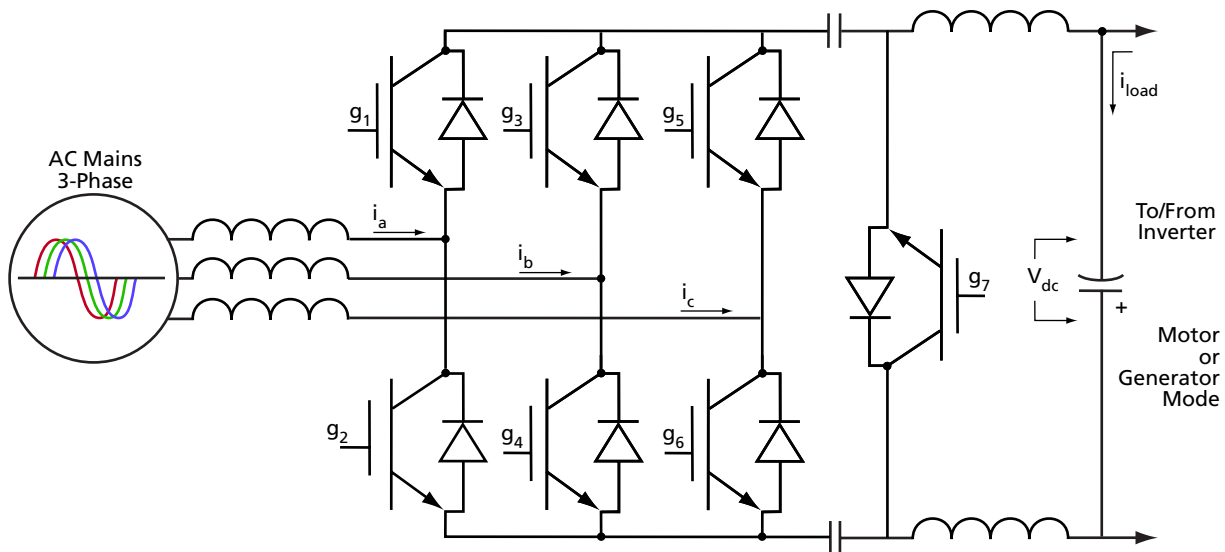 AC Mains
3-Phase
g1
g3
g5
ia
ib
ic
g2
g4
g6
g7
Vdc
+
iload
To/From
Inverter
Motor
or
Generator
Mode